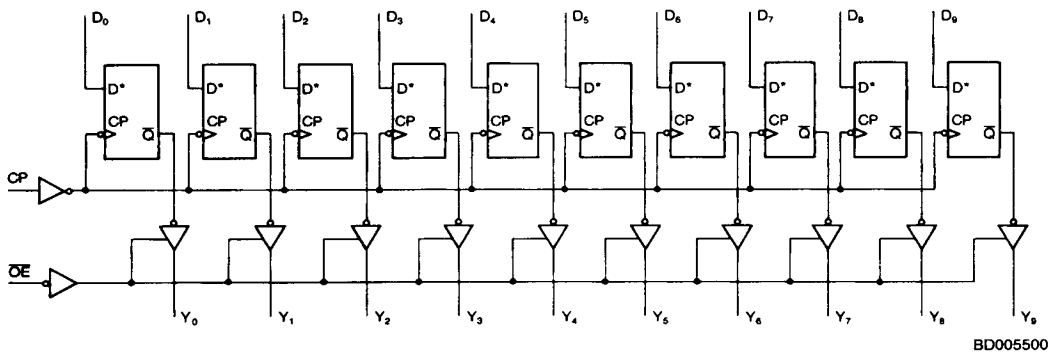 D0 D1 D2 D3 D4 D5 D6 D7 D8 D9
D* D* D* D* D* D* D* D* D* D*
CP CP CP CP CP CP CP CP CP CP
Q̅ Q̅ Q̅ Q̅ Q̅ Q̅ Q̅ Q̅ Q̅ Q̅
CP
O̅E̅
Y0 Y1 Y2 Y3 Y4 Y5 Y6 Y7 Y8 Y9
BD005500